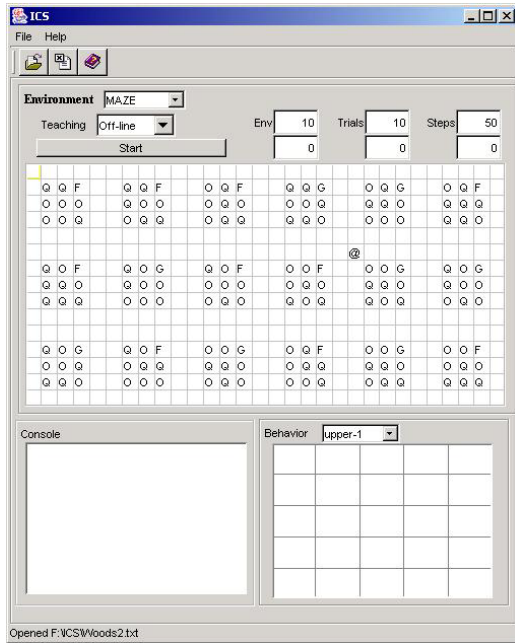 ICS
File Help
Environment MAZE
Teaching Off-line Env 10 Trials 10 Steps 50
Start 0 0 0
Q Q F Q Q F O Q F Q Q G O Q G O Q F
O O O Q O O O O O Q O O Q Q O Q Q Q
O O Q O Q Q O Q O Q Q O O O O Q Q O
@
Q O F Q O G Q O F O O F O O G Q O G
Q Q O Q Q O O O O O Q O O Q O Q Q O
Q Q Q O O O O O O Q O O O Q Q O Q O
Q O G Q O F O O G O Q F O O G O O F
O O O O Q Q O Q O O Q O O O O O O O
Q Q O O O O Q Q O Q O O O Q Q Q Q Q
Console Behavior upper-1
Opened F:\ICS\Woods2.txt